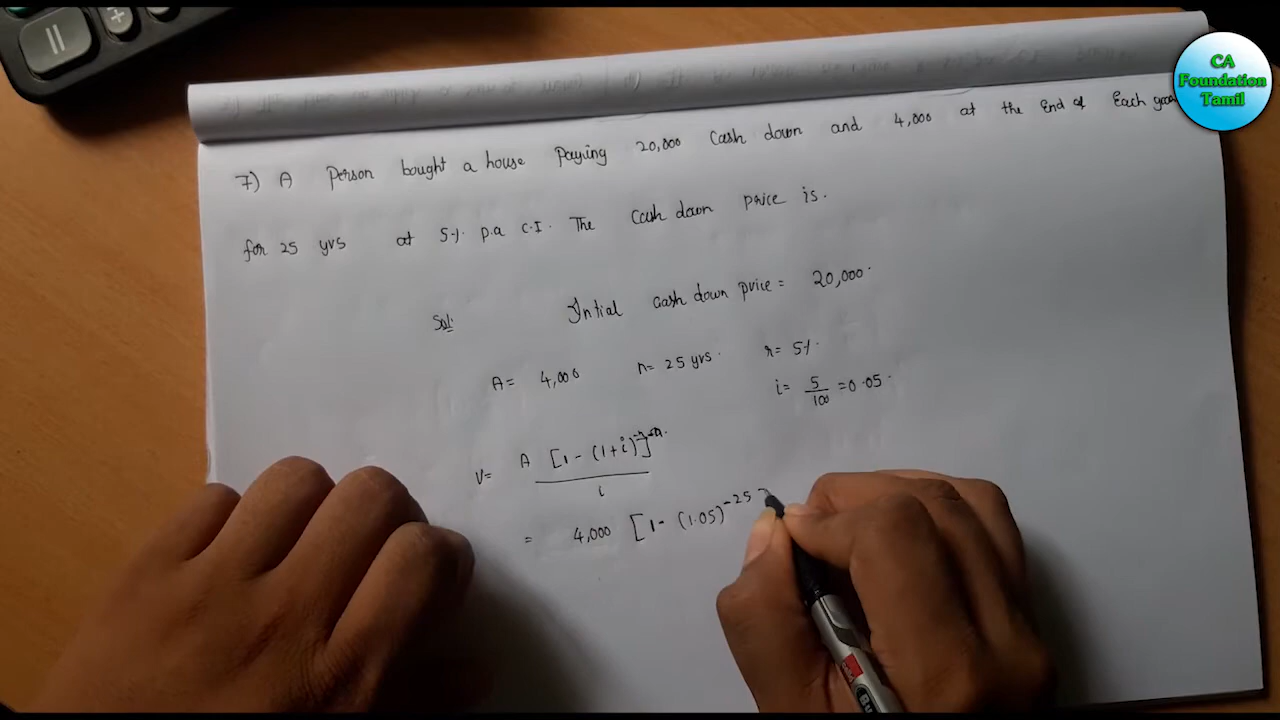 CA
Foundation
Tamil
7) A Person bought a house Paying 20,000 Cash down and 4,000 at the End of Each
for 25 yrs at 5% p.a C.I. The Cash down price is.
Sol: Intial cash down price = 20,000.
A = 4,000 n = 25 yrs. r = 5%.
i = 5/100 = 0.05.
V = A [1 - (1+i)
i
= 4,000 [1 - (1.05)^-25 ]